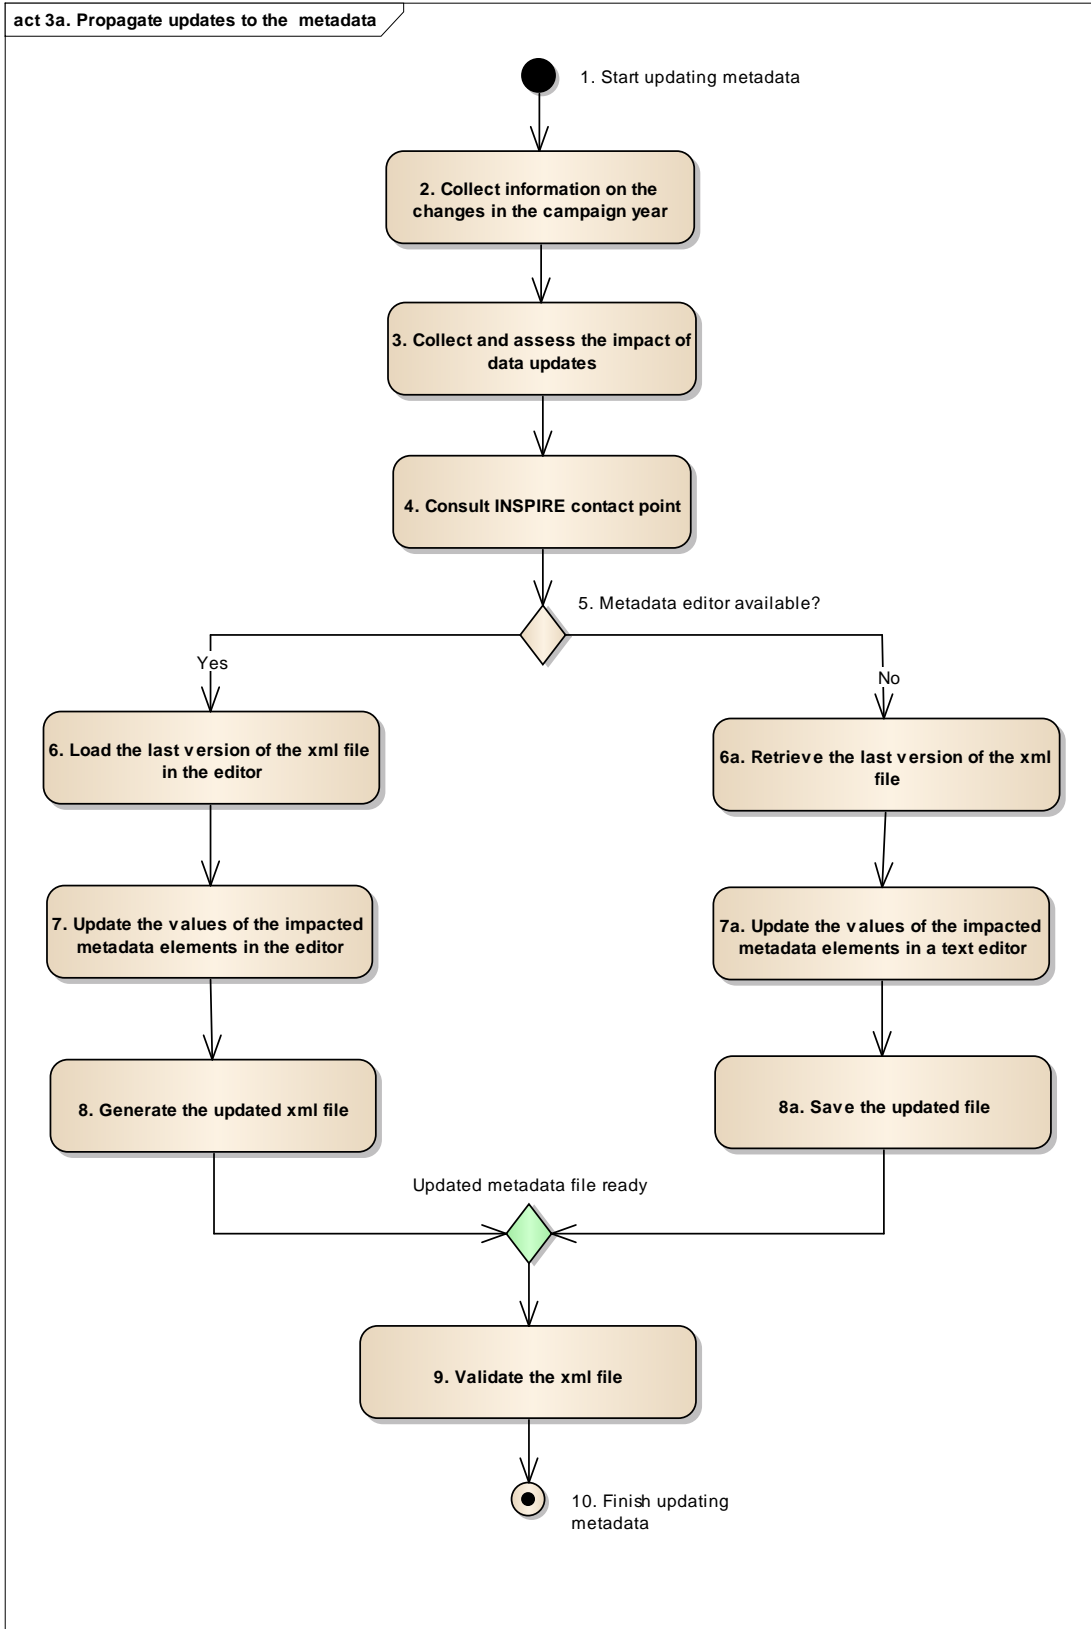 act 3a. Propagate updates to the  metadata
1. Start updating metadata
2. Collect information on the
changes in the campaign year
3. Collect and assess the impact of
data updates
4. Consult INSPIRE contact point
5. Metadata editor available?
Yes
No
6. Load the last version of the xml file
in the editor
6a. Retrieve the last version of the xml
file
7. Update the values of the impacted
metadata elements in the editor
7a. Update the values of the impacted
metadata elements in a text editor
8. Generate the updated xml file
8a. Save the updated file
Updated metadata file ready
9. Validate the xml file
10. Finish updating
metadata